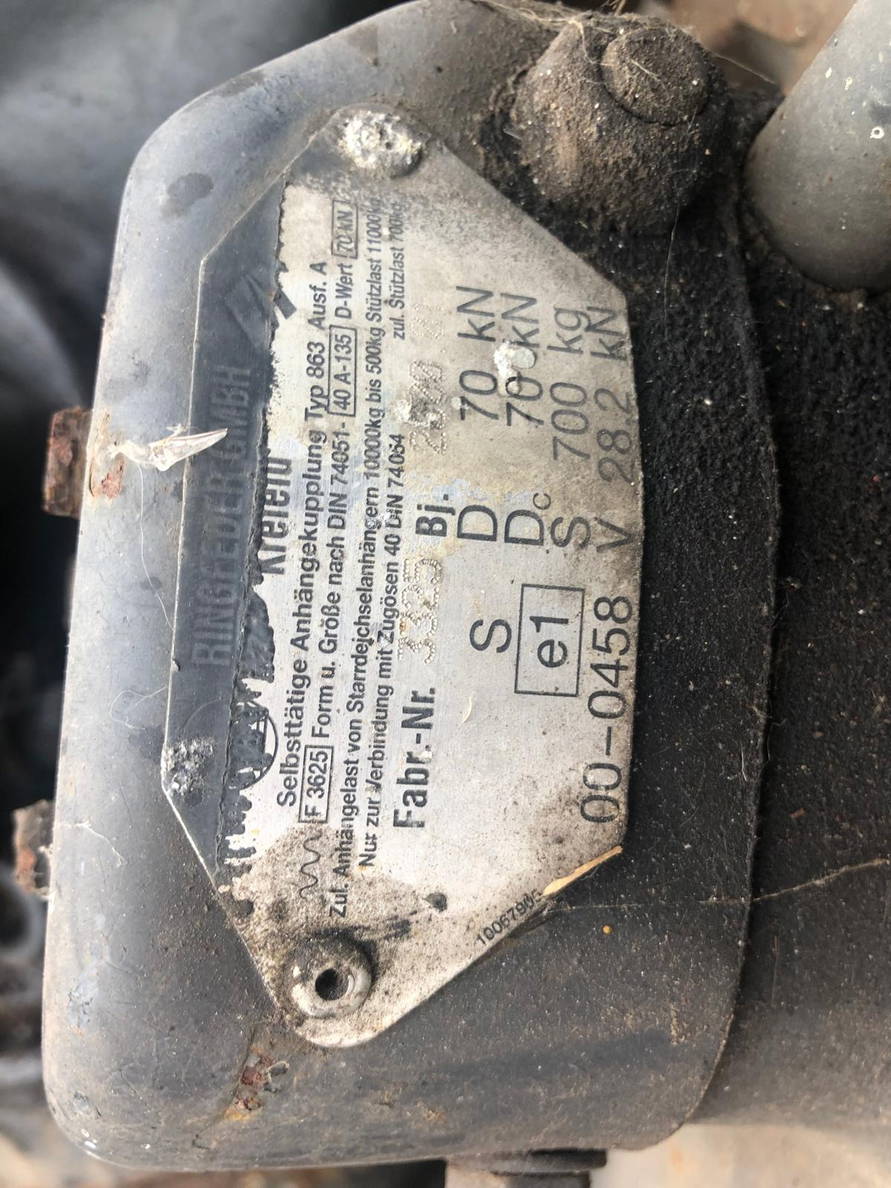 RINGFEDER GMBH
Krefeld
Selbsttätige Anhängekupplung Typ 863 Ausf. A
F 3625 Form u. Größe nach DIN 74051- 40 A-135 D-Wert 70 kN
Zul. Anhängelast von Starrdeichselanhängern 10000kg bis 500kg Stützlast 11000kg
zul. Stützlast 700kg
Nur zur Verbindung mit Zugösen 40 DIN 74054
Fabr.-Nr. Bj.-
S D 70 kN
e1 Dc 70 kN
S 700 kg
00-0458 V 28.2 kN